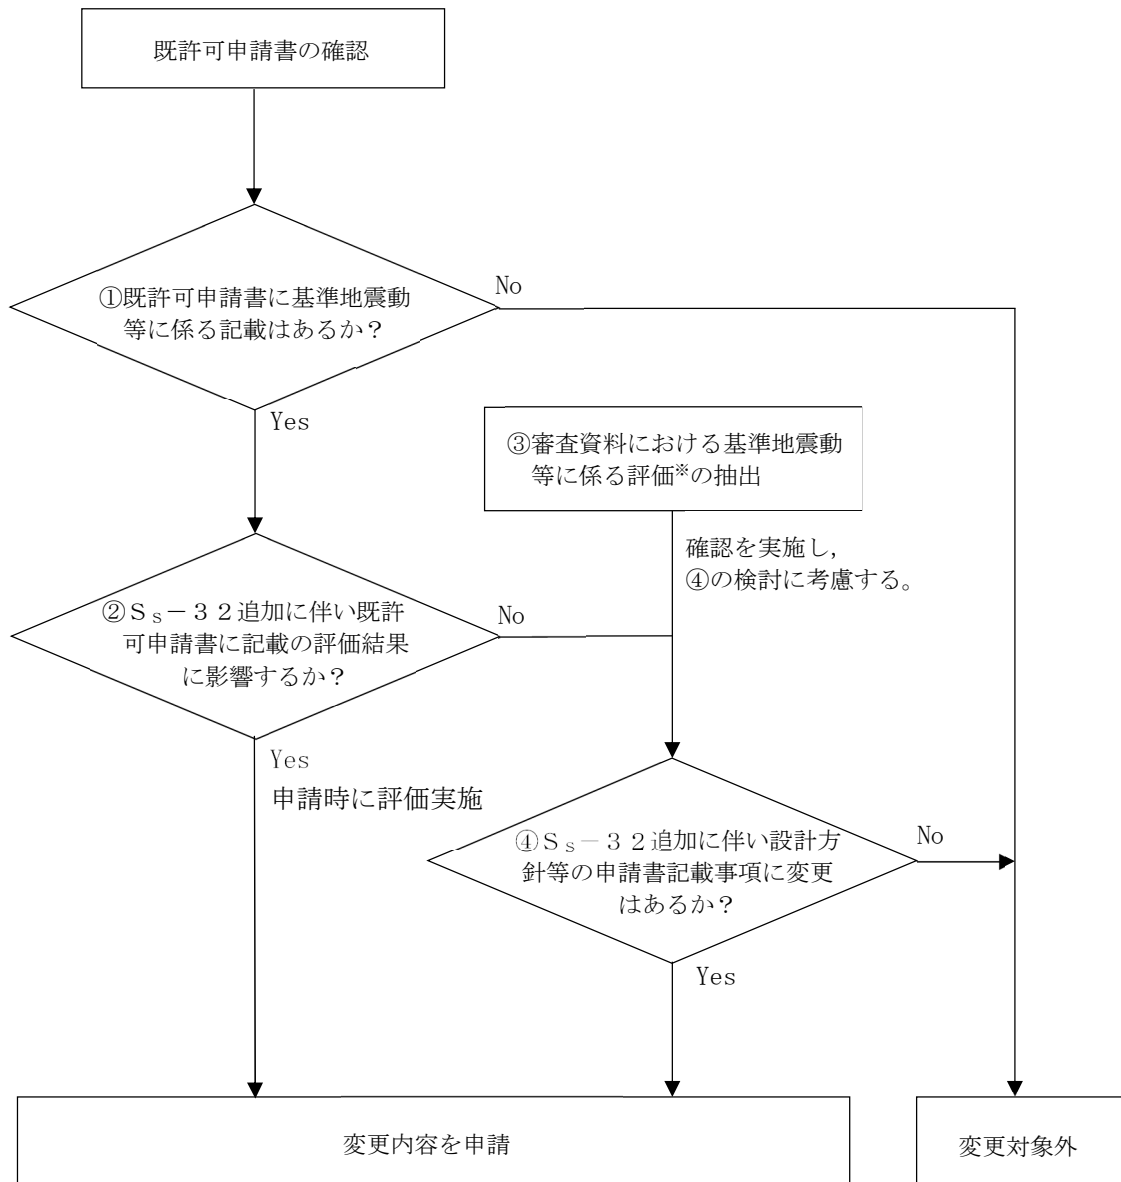 既許可申請書の確認
①既許可申請書に基準地震動
等に係る記載はあるか？
No
Yes
③審査資料における基準地震動
等に係る評価※の抽出
確認を実施し，
④の検討に考慮する。
②Ｓｓ－３２追加に伴い既許
可申請書に記載の評価結果
に影響するか？
No
Yes
申請時に評価実施
④Ｓｓ－３２追加に伴い設計方
針等の申請書記載事項に変更
はあるか？
No
Yes
変更内容を申請
変更対象外